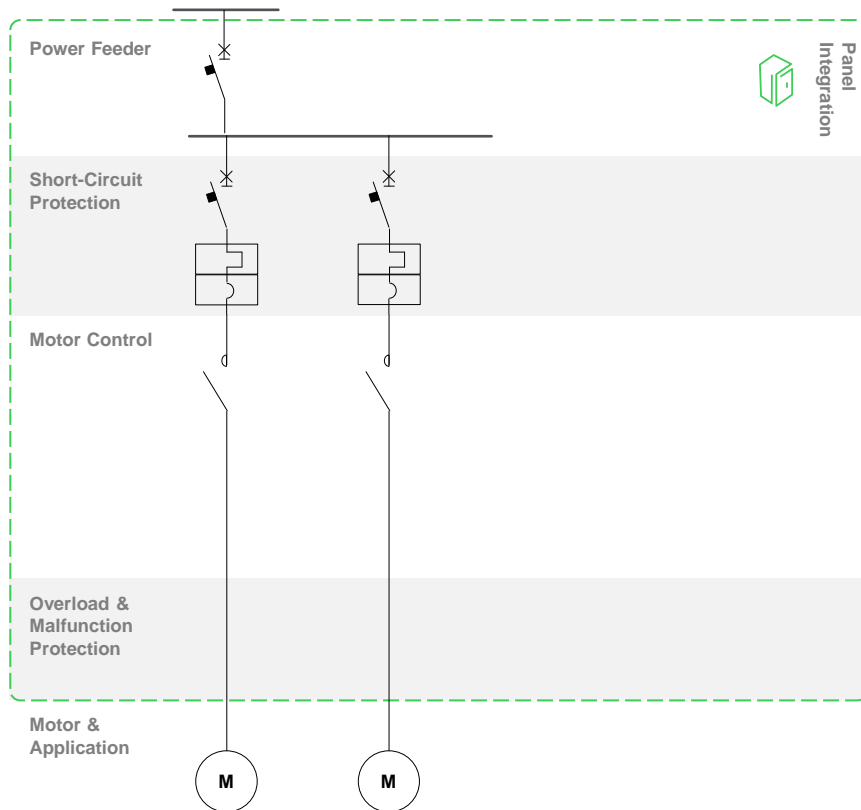 Power Feeder
Panel
Integration
Short-Circuit
Protection
Motor Control
Overload &
Malfunction
Protection
Motor &
Application
M
M